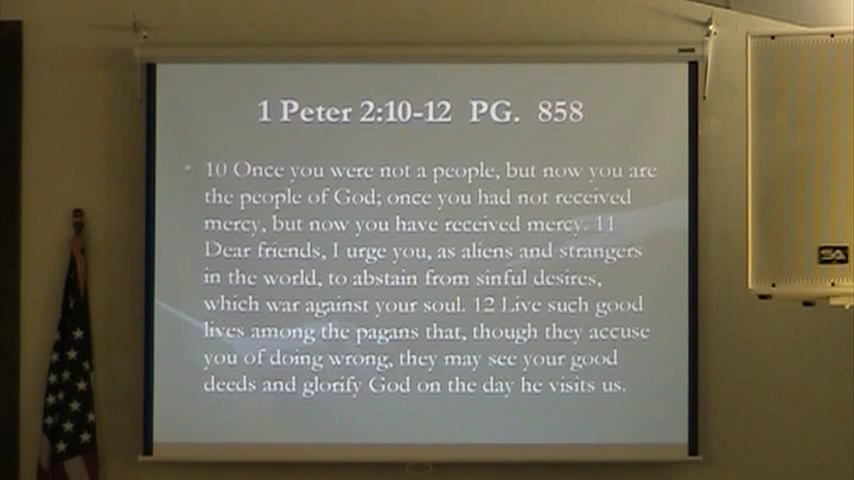 1 Peter 2:10-12 PG. 858
• 10 Once you were not a people, but now you are
the people of God; once you had not received
mercy, but now you have received mercy. 11
Dear friends, I urge you, as aliens and strangers
in the world, to abstain from sinful desires,
which war against your soul. 12 Live such good
lives among the pagans that, though they accuse
you of doing wrong, they may see your good
deeds and glorify God on the day he visits us.
SA